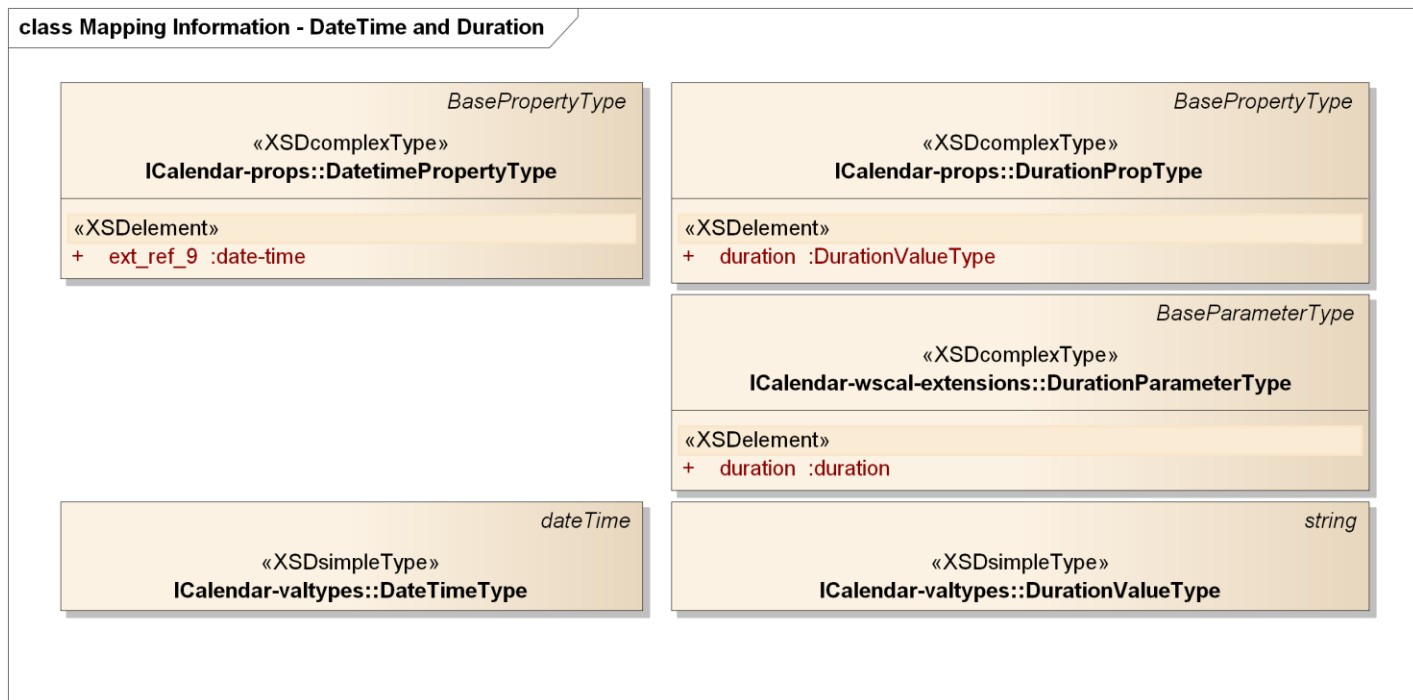 class Mapping Information - DateTime and Duration
BasePropertyType
«XSDcomplexType»
ICalendar-props::DatetimePropertyType
«XSDelement»
+ ext_ref_9 :date-time
BasePropertyType
«XSDcomplexType»
ICalendar-props::DurationPropType
«XSDelement»
+ duration :DurationValueType
BaseParameterType
«XSDcomplexType»
ICalendar-wscal-extensions::DurationParameterType
«XSDelement»
+ duration :duration
dateTime
«XSDsimpleType»
ICalendar-valtypes::DateTimeType
string
«XSDsimpleType»
ICalendar-valtypes::DurationValueType